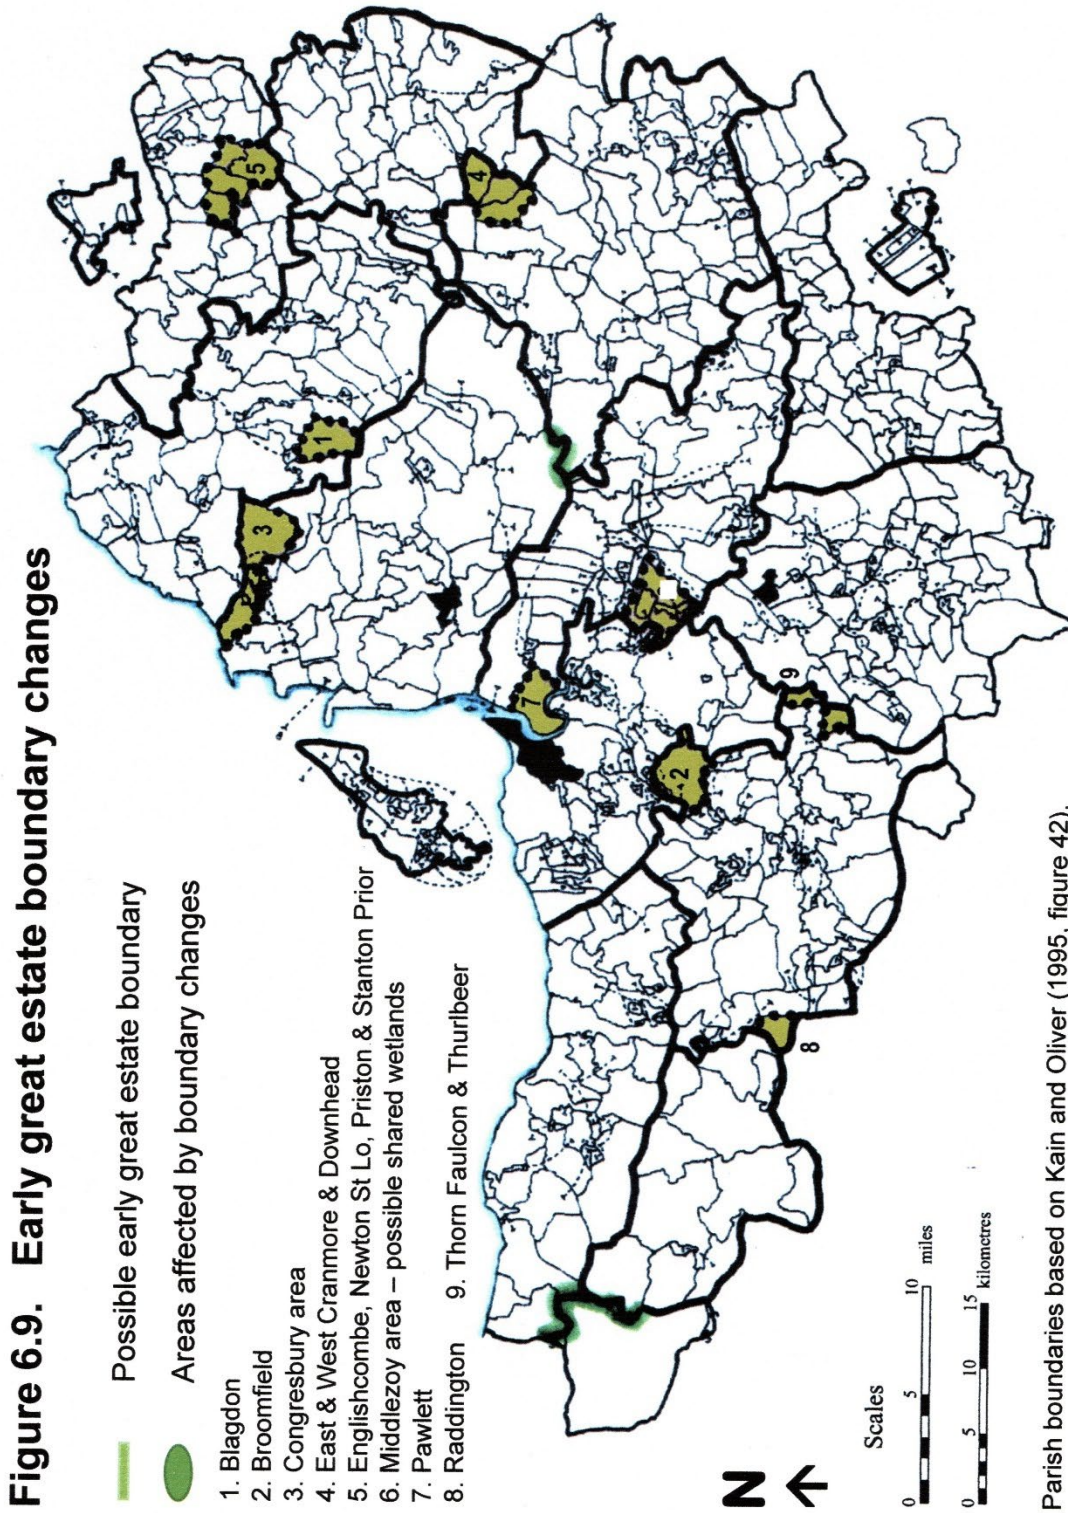 Figure 6.9. Early great estate boundary changes
Possible early great estate boundary
Areas affected by boundary changes
1. Blagdon
2. Broomfield
3. Congresbury area
4. East & West Cranmore & Downhead
5. Englishcombe, Newton St Lo, Priston & Stanton Prior
6. Middlezoy area – possible shared wetlands
7. Pawlett
8. Raddington
9. Thorn Faulcon & Thurlbeer
5
4
1
3
7
2
9
8
N
Scales
0 5 10
miles
0 5 10 15
kilometres
Parish boundaries based on Kain and Oliver (1995, figure 42).